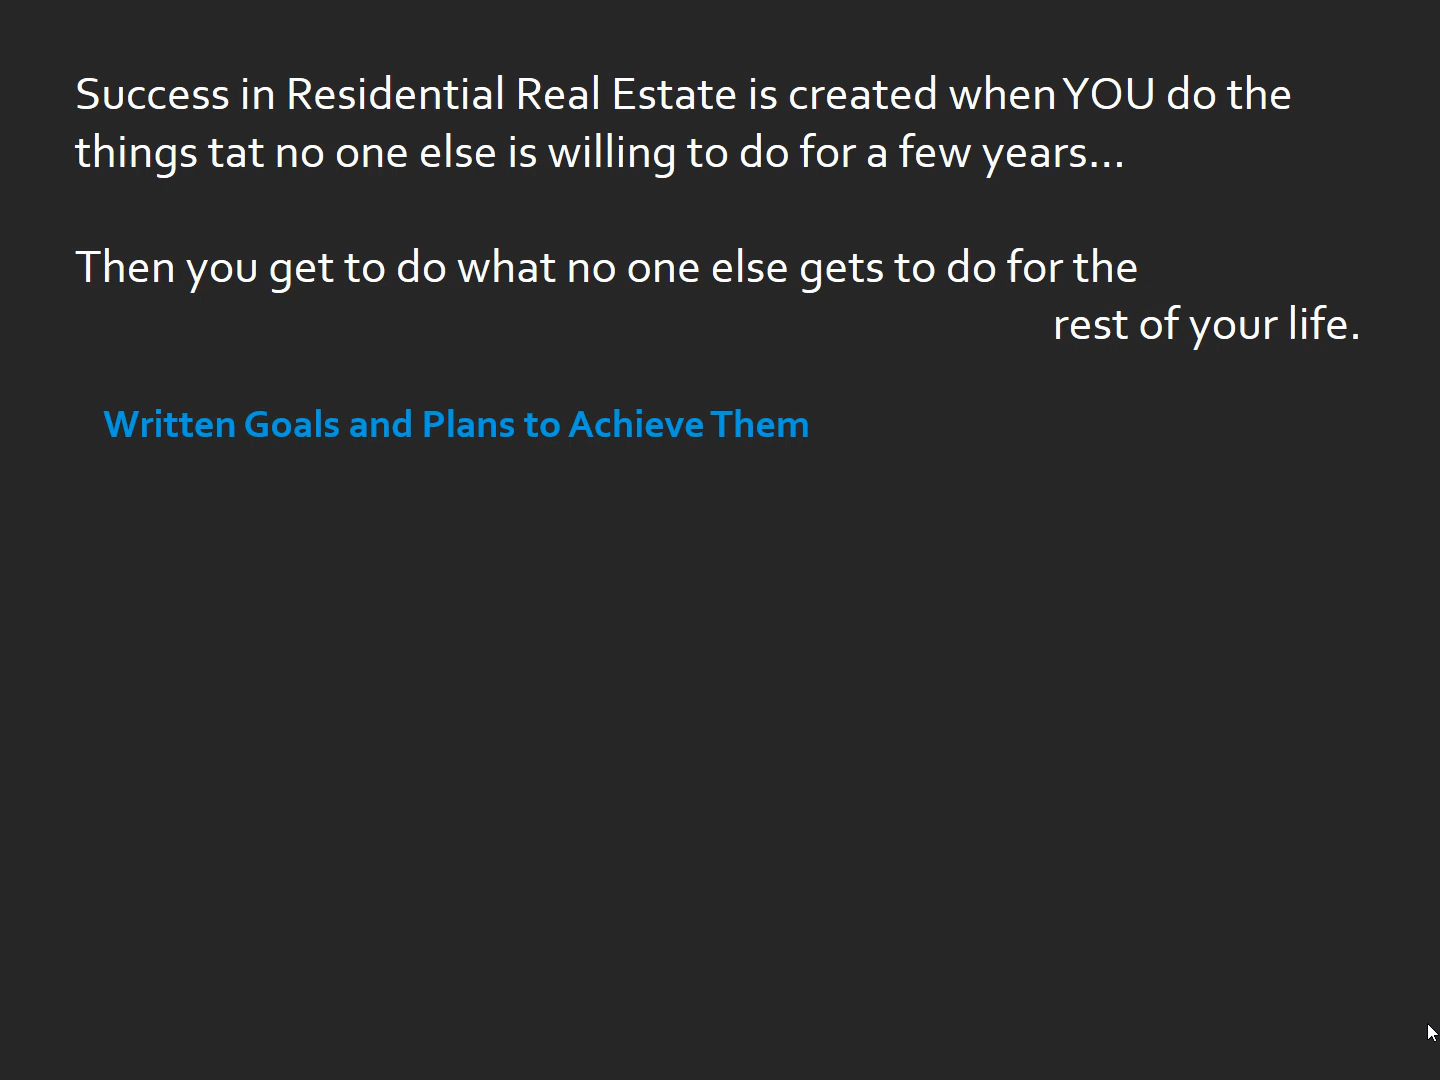 Success in Residential Real Estate is created when YOU do the
things tat no one else is willing to do for a few years...
Then you get to do what no one else gets to do for the
rest of your life.
Written Goals and Plans to Achieve Them